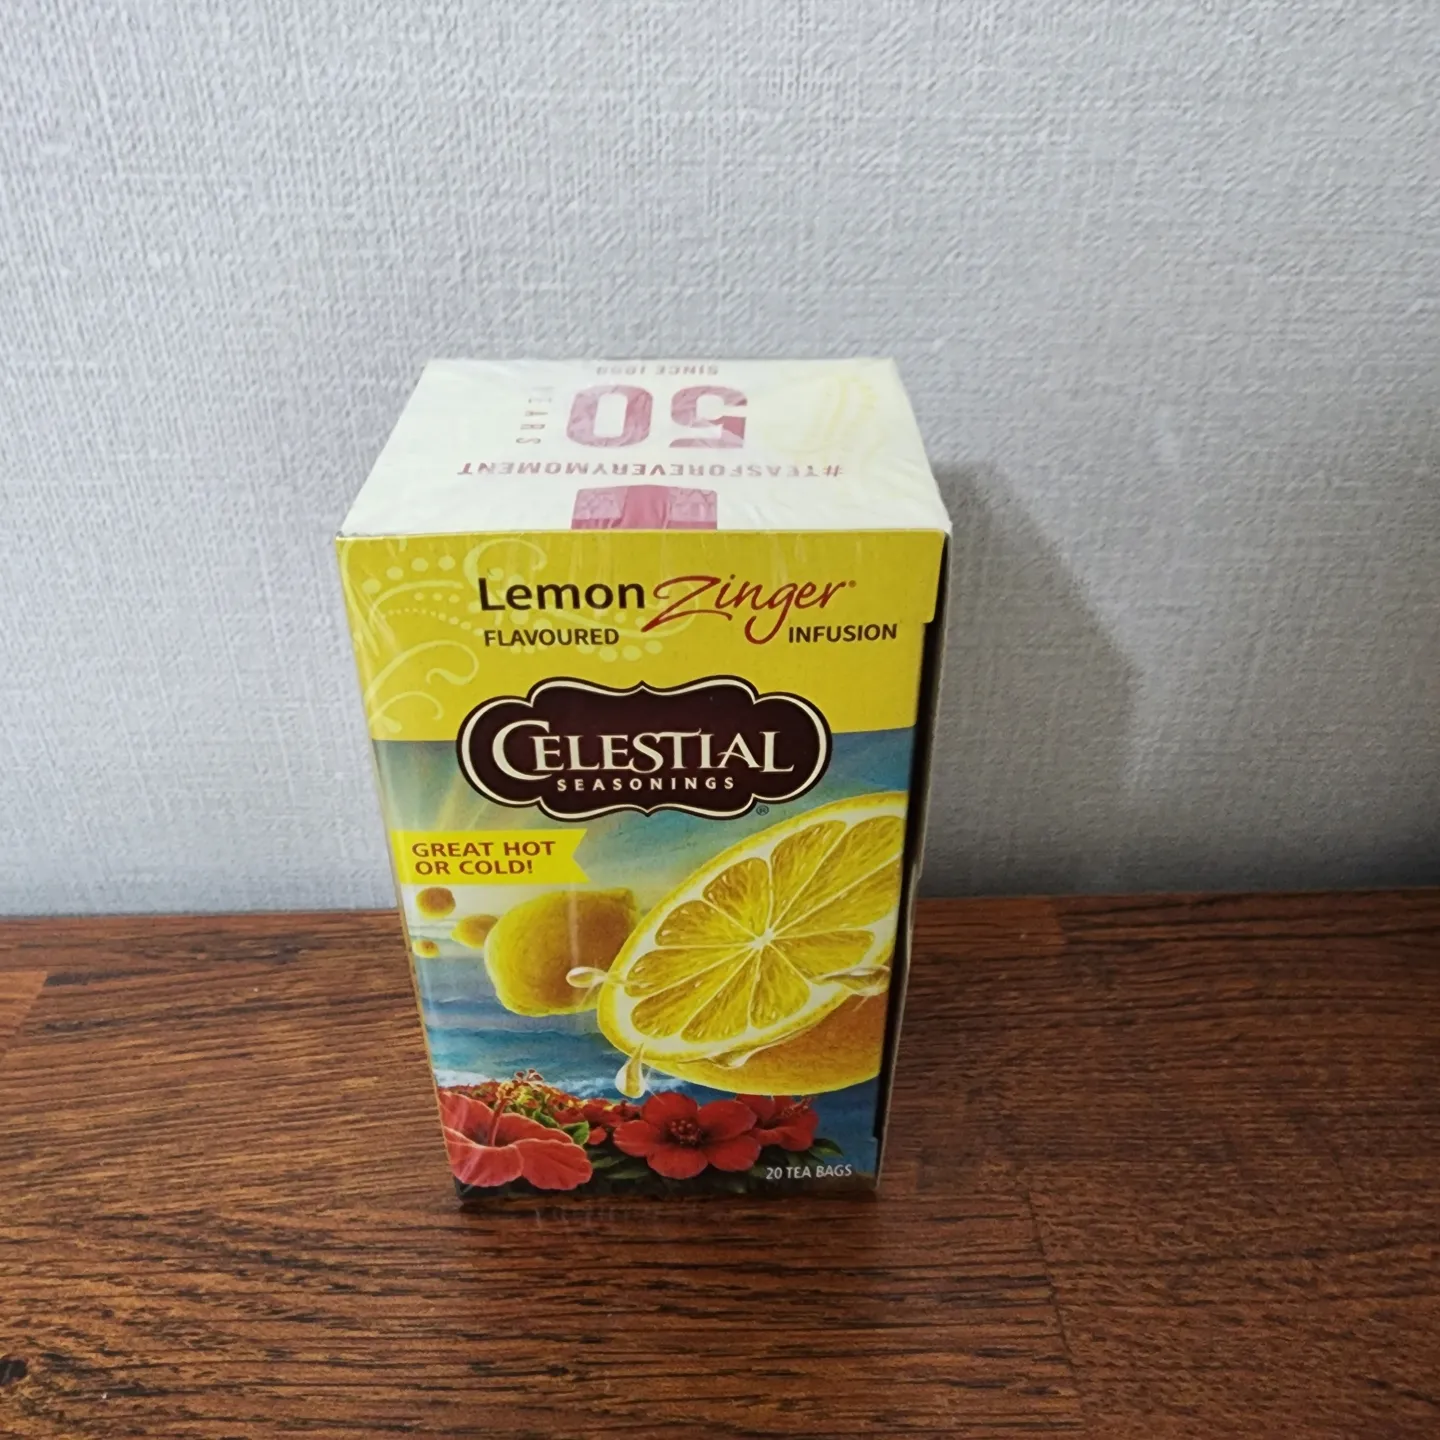 SINCE 1969
50
YEARS
#TEASFOREVERYMOMENT
Lemon Zinger®
FLAVOURED INFUSION
CELESTIAL
SEASONINGS
®
GREAT HOT
OR COLD!
20 TEA BAGS